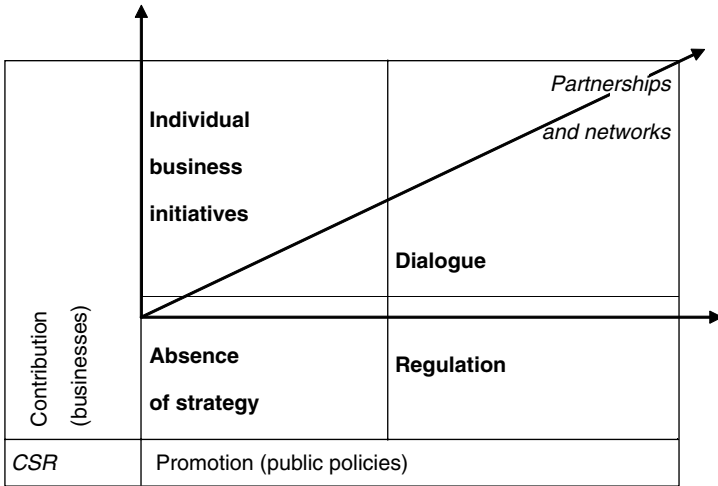 Partnerships
and networks
Individual
business
initiatives
Dialogue
Contribution
(businesses)
Absence
of strategy
Regulation
CSR
Promotion (public policies)